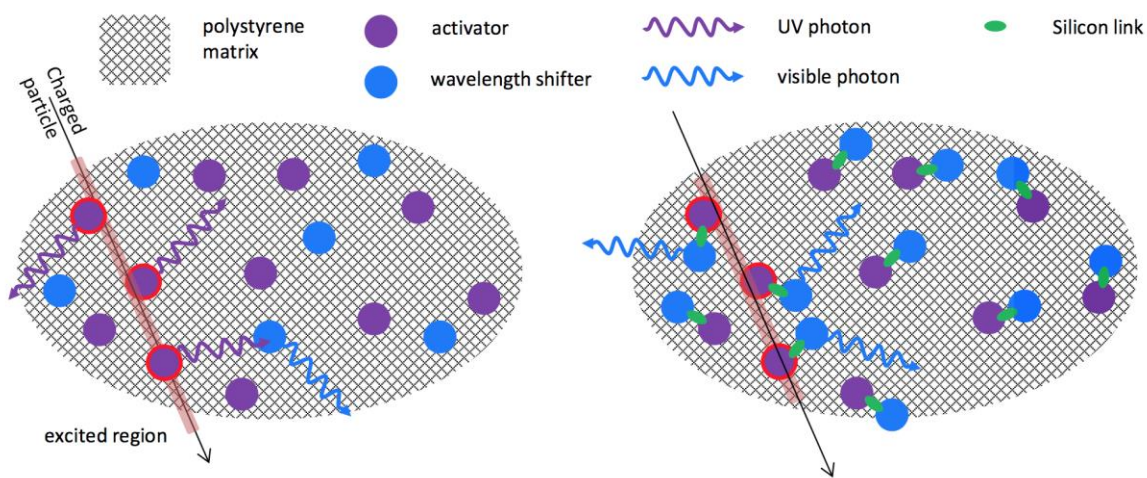 polystyrene
matrix
activator
wavelength shifter
UV photon
visible photon
Silicon link
Charged
particle
excited region